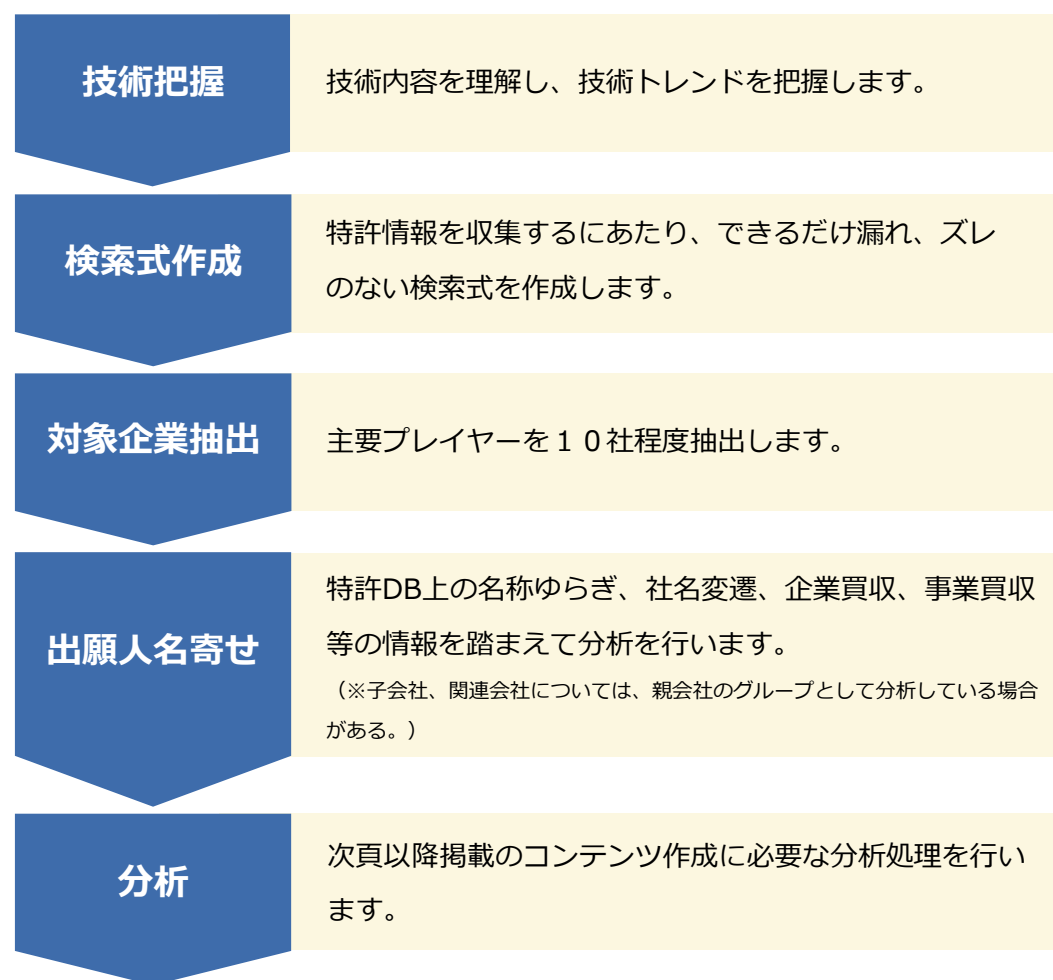 技術把握
技術内容を理解し、技術トレンドを把握します。
検索式作成
特許情報を収集するにあたり、できるだけ漏れ、ズレ
のない検索式を作成します。
対象企業抽出
主要プレイヤーを１０社程度抽出します。
出願人名寄せ
特許DB上の名称ゆらぎ、社名変遷、企業買収、事業買収
等の情報を踏まえて分析を行います。
（※子会社、関連会社については、親会社のグループとして分析している場合
がある。）
分析
次頁以降掲載のコンテンツ作成に必要な分析処理を行い
ます。